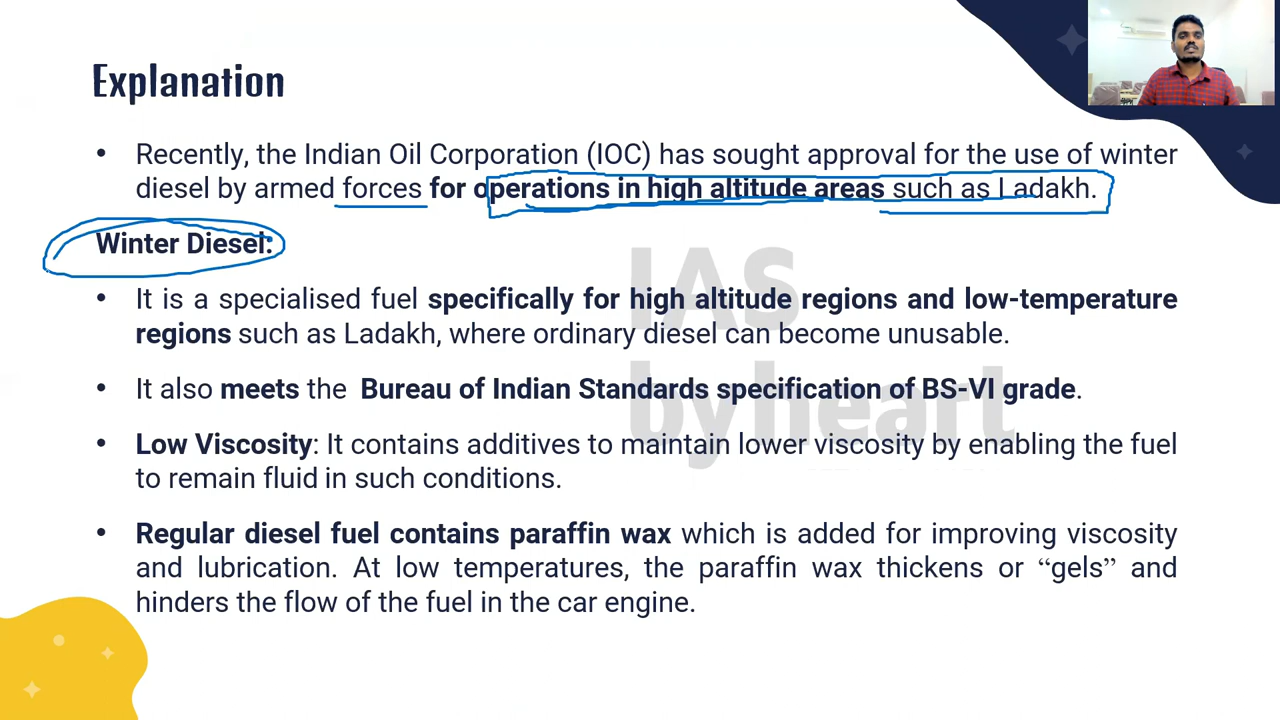 Explanation
• Recently, the Indian Oil Corporation (IOC) has sought approval for the use of winter
diesel by armed forces for operations in high altitude areas such as Ladakh.
Winter Diesel:
• It is a specialised fuel specifically for high altitude regions and low-temperature
regions such as Ladakh, where ordinary diesel can become unusable.
• It also meets the Bureau of Indian Standards specification of BS-VI grade.
• Low Viscosity: It contains additives to maintain lower viscosity by enabling the fuel
to remain fluid in such conditions.
• Regular diesel fuel contains paraffin wax which is added for improving viscosity
and lubrication. At low temperatures, the paraffin wax thickens or “gels” and
hinders the flow of the fuel in the car engine.
IAS
byheart